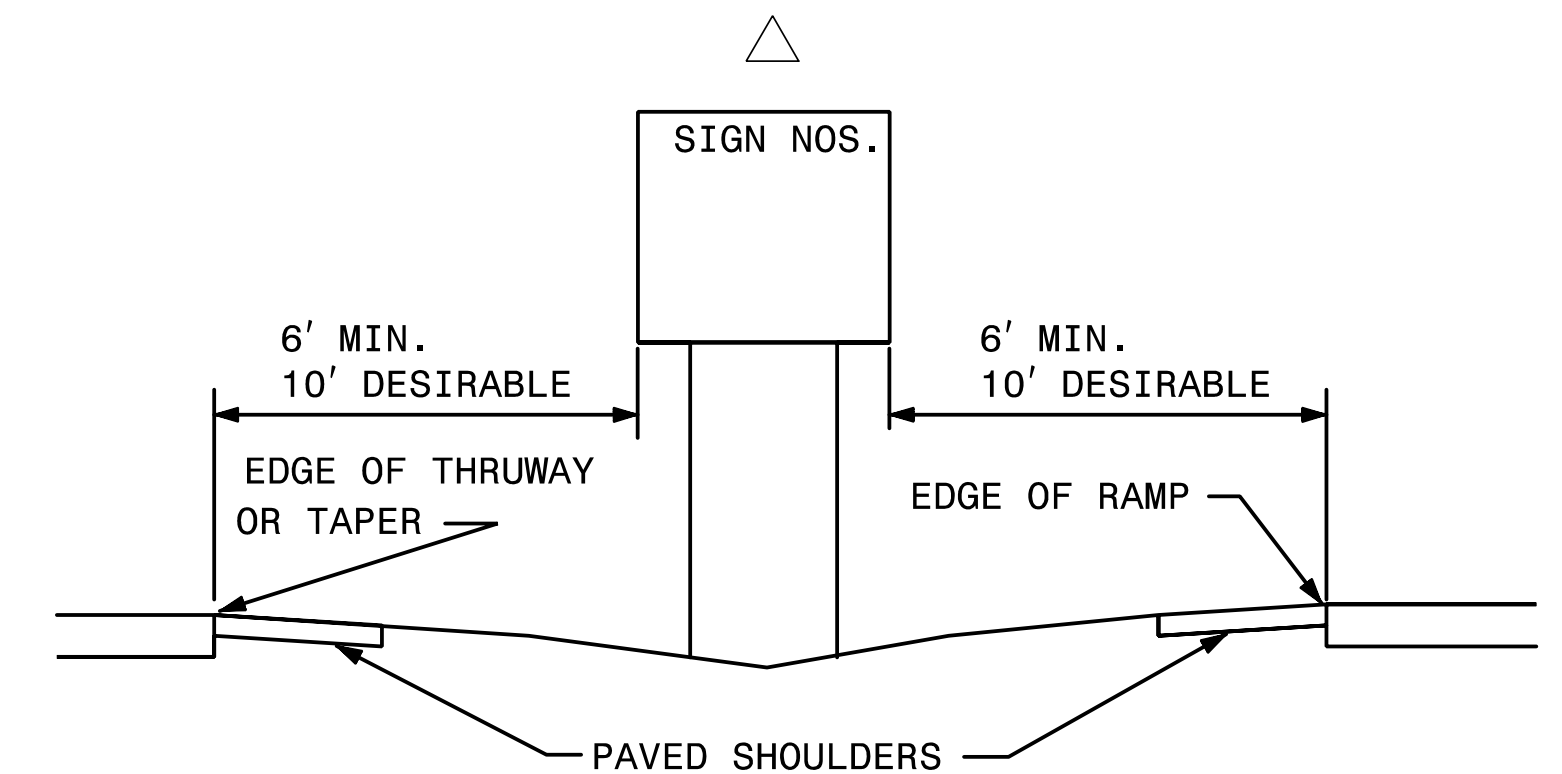 SIGN NOS.
6' MIN.
10' DESIRABLE
6' MIN.
10' DESIRABLE
EDGE OF THRUWAY
OR TAPER
EDGE OF RAMP
PAVED SHOULDERS